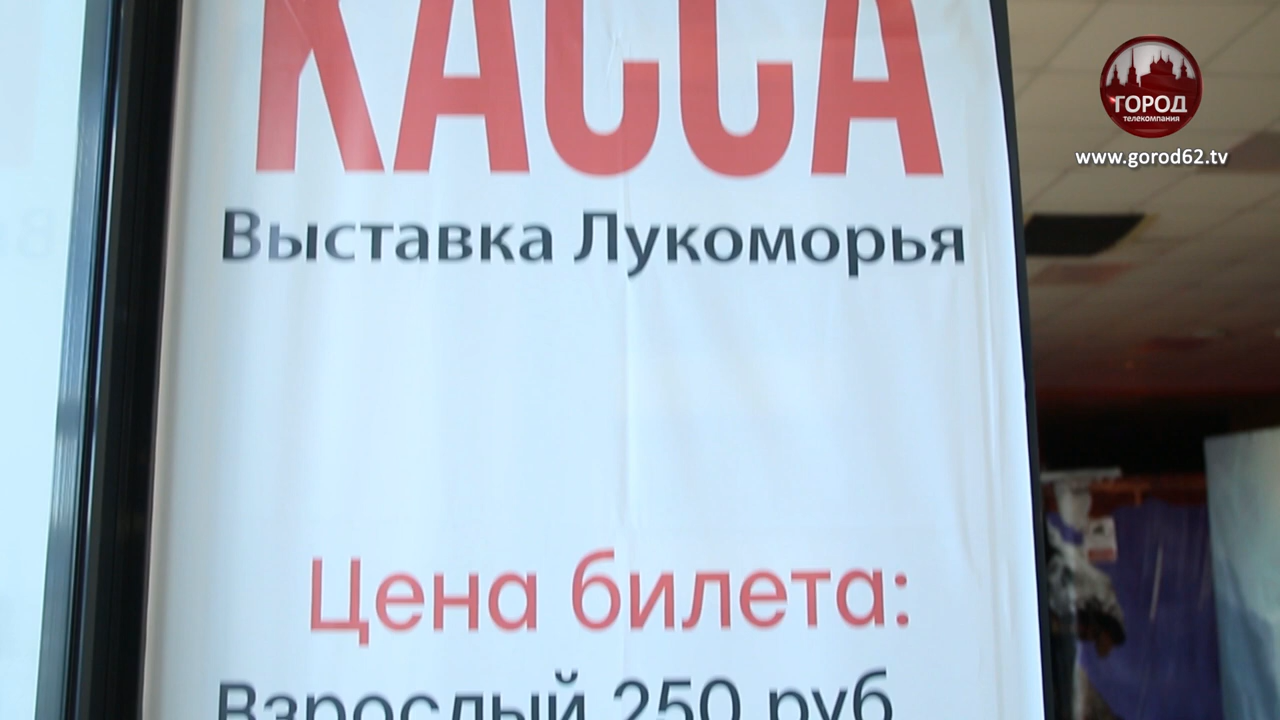 КАССА
Выставка Лукоморья
Цена билета:
Взрослый 250 руб
ГОРОД
телекомпания
www.gorod62.tv